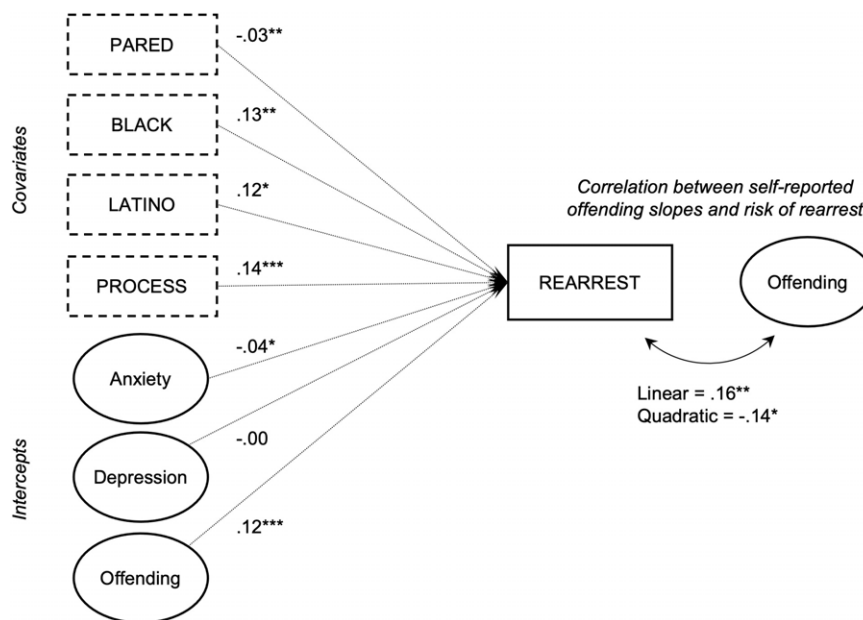 Covariates
PARED
-.03**
BLACK
.13**
LATINO
.12*
PROCESS
.14***
Intercepts
Anxiety
-.04*
Depression
-.00
Offending
.12***
REARREST
Correlation between self-reported
offending slopes and risk of rearrest
Offending
Linear = .16**
Quadratic = -.14*